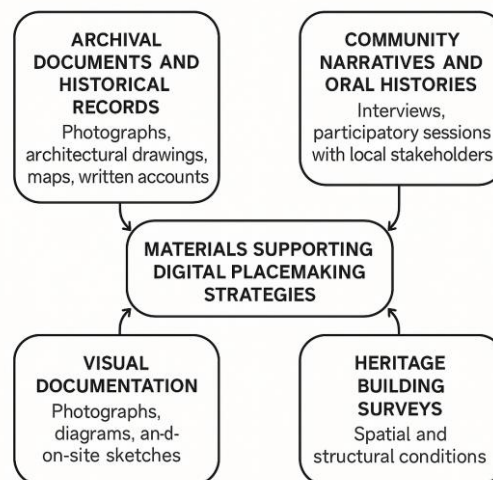 ARCHIVAL
DOCUMENTS AND
HISTORICAL
RECORDS
Photographs,
architectural drawings,
maps, written accounts
COMMUNITY
NARRATIVES AND
ORAL HISTORIES
Interviews,
participatory sessions
with local stakeholders
MATERIALS SUPPORTING
DIGITAL PLACEMAKING
STRATEGIES
VISUAL
DOCUMENTATION
Photographs,
diagrams, an-d-
on-site sketches
HERITAGE
BUILDING
SURVEYS
Spatial and
structural conditions